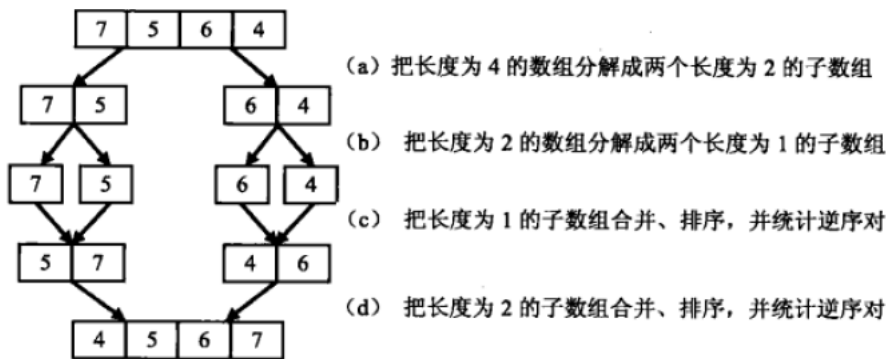 7 5 6 4
(a) 把长度为 4 的数组分解成两个长度为 2 的子数组
7 5 6 4
(b) 把长度为 2 的数组分解成两个长度为 1 的子数组
7 5 6 4
(c) 把长度为 1 的子数组合并、排序，并统计逆序对
5 7 4 6
(d) 把长度为 2 的子数组合并、排序，并统计逆序对
4 5 6 7